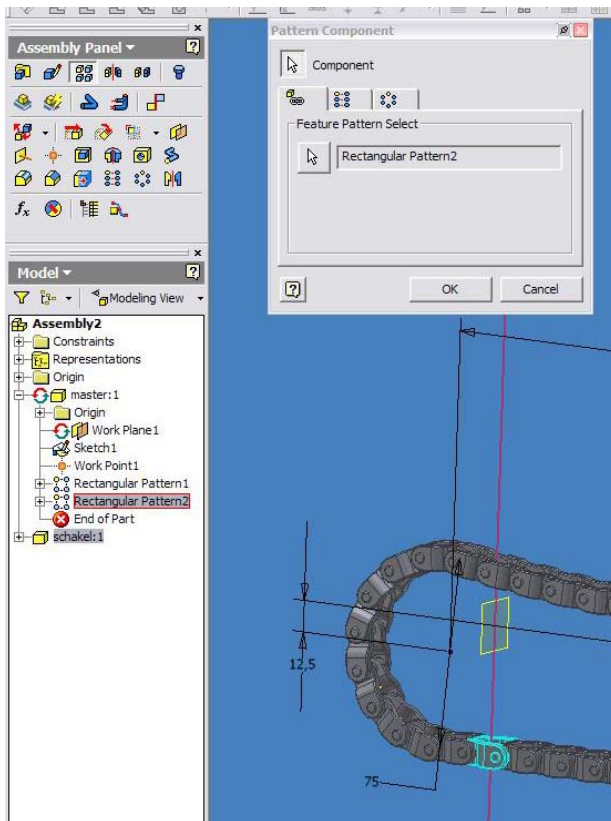 Pattern Component
Assembly Panel
Component
Feature Pattern Select
Rectangular Pattern2
OK
Cancel
fx
Model
Modeling View
Assembly2
Constraints
Representations
Origin
master:1
Origin
Work Plane1
Sketch1
Work Point1
Rectangular Pattern1
Rectangular Pattern2
End of Part
schakel:1
12,5
75